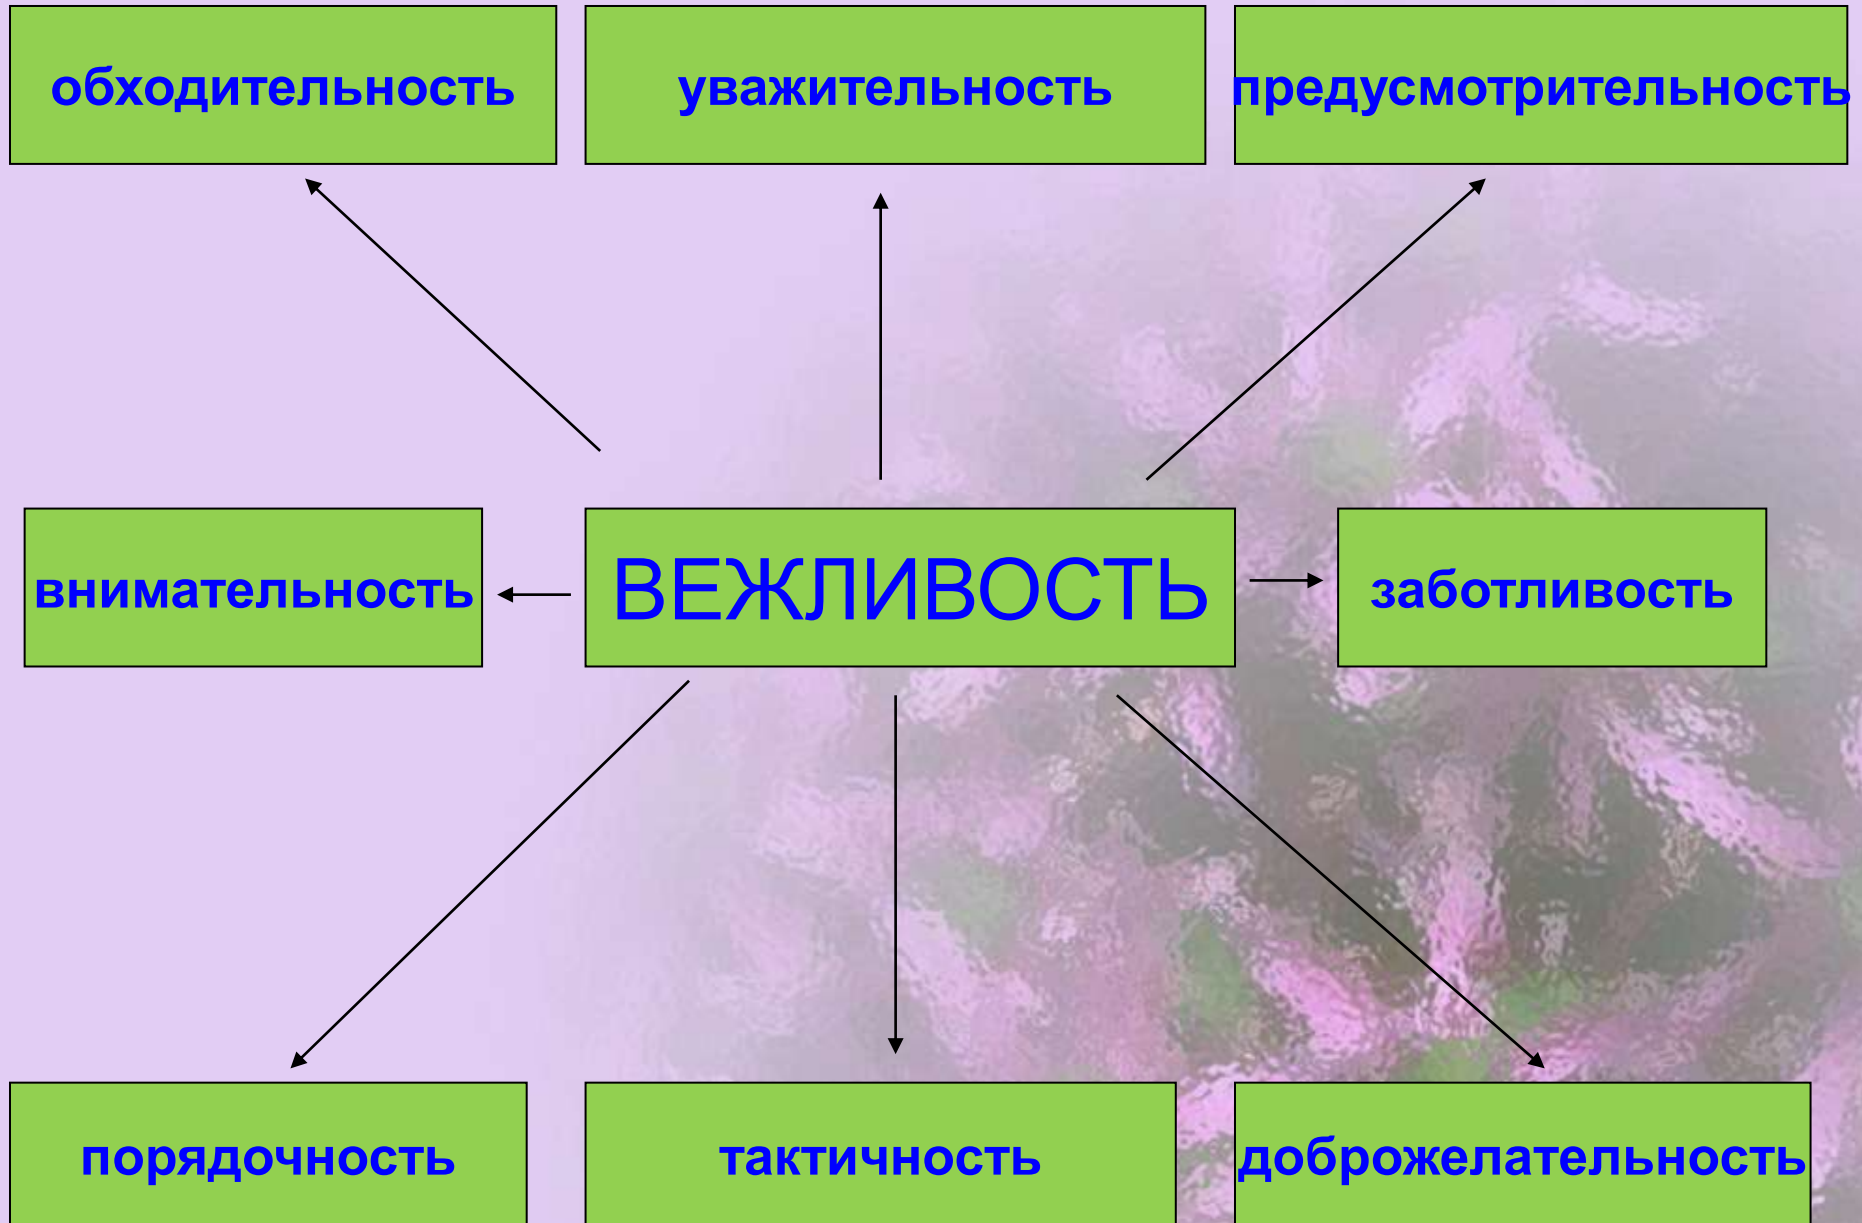 обходительность
уважительность
предусмотрительность
внимательность
ВЕЖЛИВОСТЬ
заботливость
порядочность
тактичность
доброжелательность